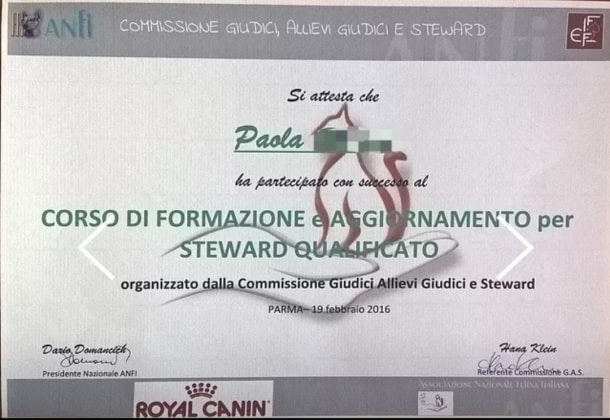 ANFI COMMISSIONE GIUDICI, ALLIEVI GIUDICI E STEWARD FIFE
Si attesta che
Paola
ha partecipato con successo al
CORSO DI FORMAZIONE e AGGIORNAMENTO per
STEWARD QUALIFICATO
organizzato dalla Commissione Giudici Allievi Giudici e Steward
PARMA– 19 febbraio 2016
Dario Domancich
Presidente Nazionale ANFI
Hana Klein
Referente Commissione G.A.S.
Associazione Nazionale Felina Italiana
ROYAL CANIN